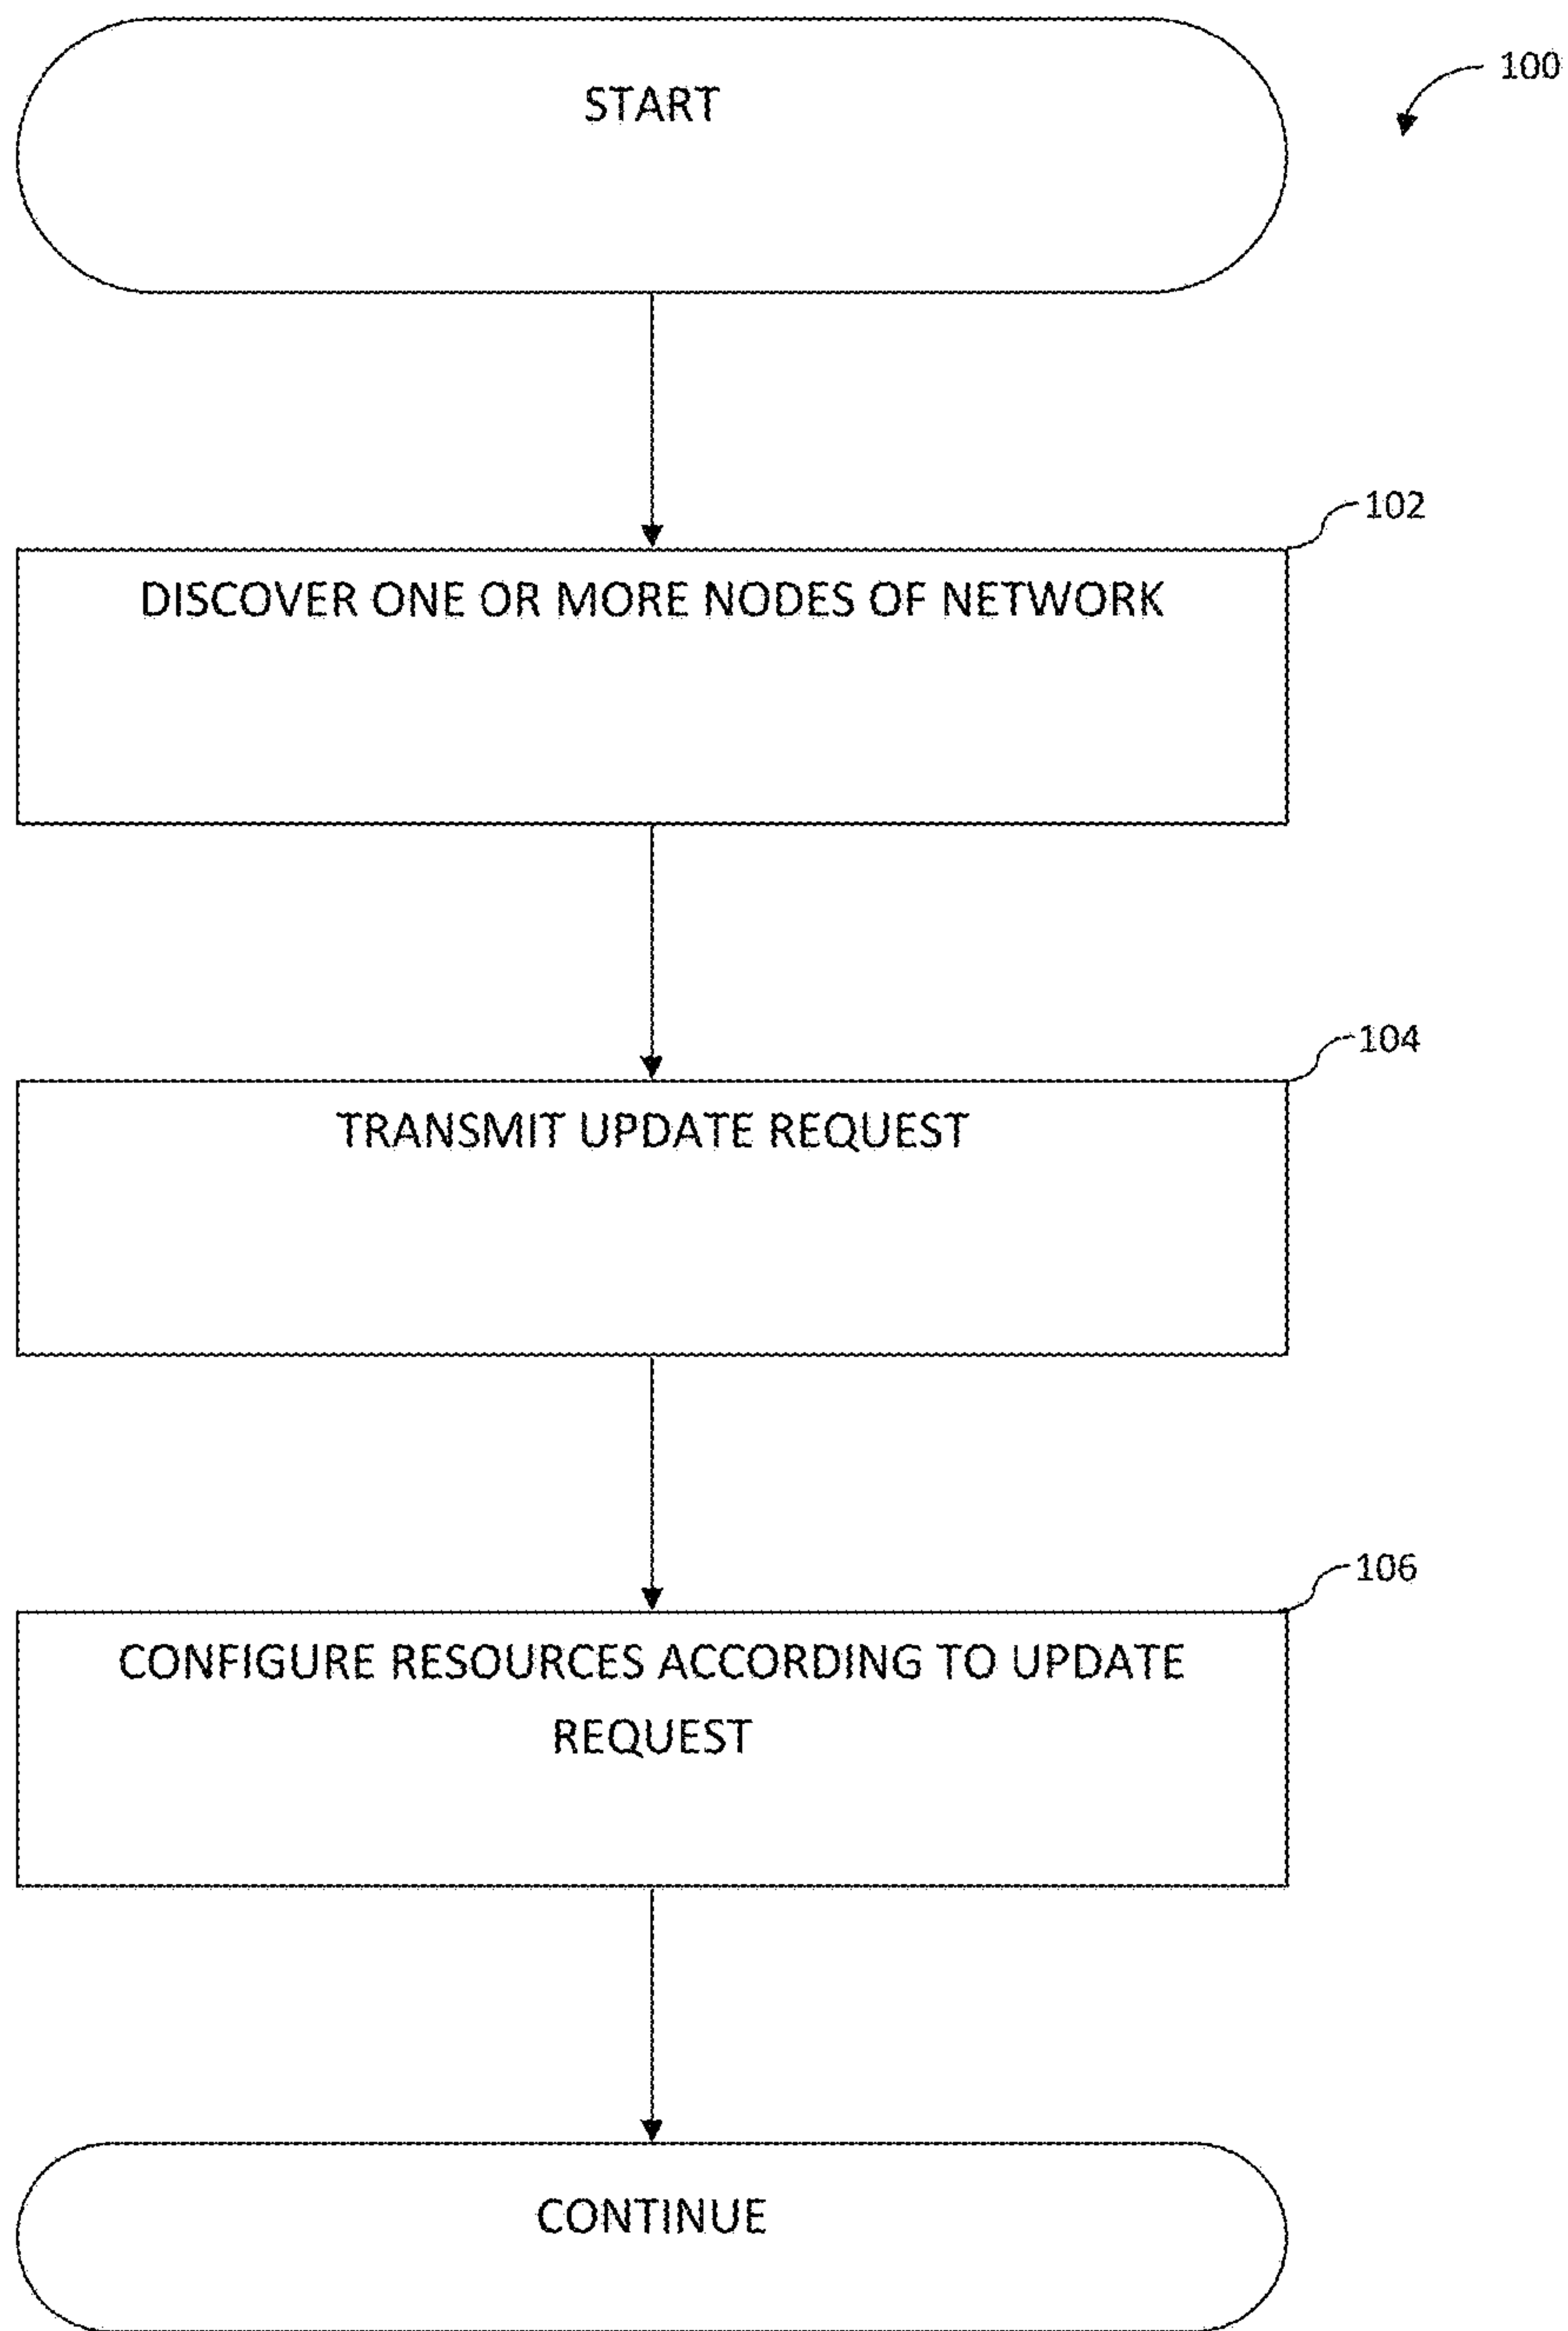 START
100
102
DISCOVER ONE OR MORE NODES OF NETWORK
104
TRANSMIT UPDATE REQUEST
106
CONFIGURE RESOURCES ACCORDING TO UPDATE
REQUEST
CONTINUE